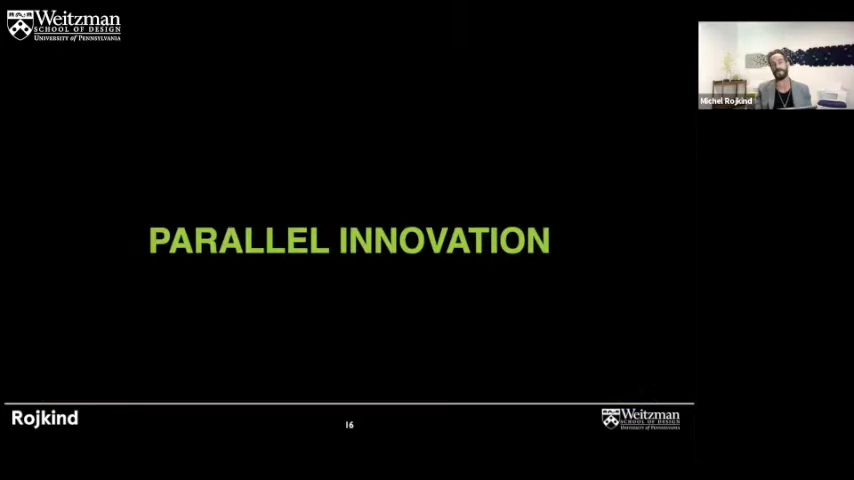 Weitzman
SCHOOL OF DESIGN
UNIVERSITY of PENNSYLVANIA
Michel Rojkind
PARALLEL INNOVATION
Rojkind
16
Weitzman
SCHOOL OF DESIGN
UNIVERSITY of PENNSYLVANIA